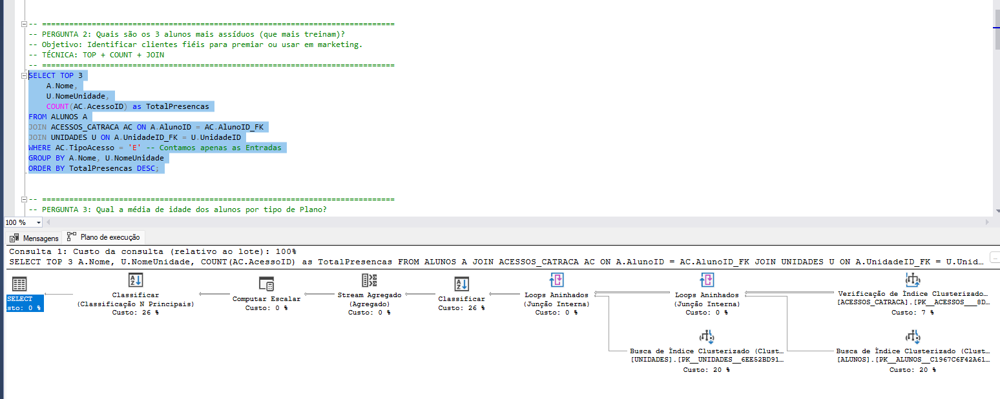 -- ==============================================================================
-- PERGUNTA 2: Quais são os 3 alunos mais assíduos (que mais treinam)?
-- Objetivo: Identificar clientes fiéis para premiar ou usar em marketing.
-- TÉCNICA: TOP + COUNT + JOIN
-- ==============================================================================
SELECT TOP 3
A.Nome,
U.NomeUnidade,
COUNT(AC.AcessoID) as TotalPresencas
FROM ALUNOS A
JOIN ACESSOS_CATRACA AC ON A.AlunoID = AC.AlunoID_FK
JOIN UNIDADES U ON A.UnidadeID_FK = U.UnidadeID
WHERE AC.TipoAcesso = 'E' -- Contamos apenas as Entradas
GROUP BY A.Nome, U.NomeUnidade
ORDER BY TotalPresencas DESC;
-- ==============================================================================
-- PERGUNTA 3: Qual a média de idade dos alunos por tipo de Plano?
100 %
Mensagens
Plano de execução
Consulta 1: Custo da consulta (relativo ao lote): 100%
SELECT TOP 3 A.Nome, U.NomeUnidade, COUNT(AC.AcessoID) as TotalPresencas FROM ALUNOS A JOIN ACESSOS_CATRACA AC ON A.AlunoID = AC.AlunoID_FK JOIN UNIDADES U ON A.UnidadeID_FK = U.Unid…
SELECT
sto: 0 %
Classificar
(Classificação N Principais)
Custo: 26 %
Computar Escalar
Custo: 0 %
Stream Agregado
(Agregado)
Custo: 0 %
Classificar
Custo: 26 %
Loops Aninhados
(Junção Interna)
Custo: 0 %
Loops Aninhados
(Junção Interna)
Custo: 0 %
Verificação de Índice Clusterizado…
[ACESSOS_CATRACA].[PK__ACESSOS___8D…
Custo: 7 %
Busca de Índice Clusterizado (Clust…
[UNIDADES].[PK__UNIDADES__6EE52BD91…
Custo: 20 %
Busca de Índice Clusterizado (Clust…
[ALUNOS].[PK__ALUNOS__C1967C6F42A61…
Custo: 20 %